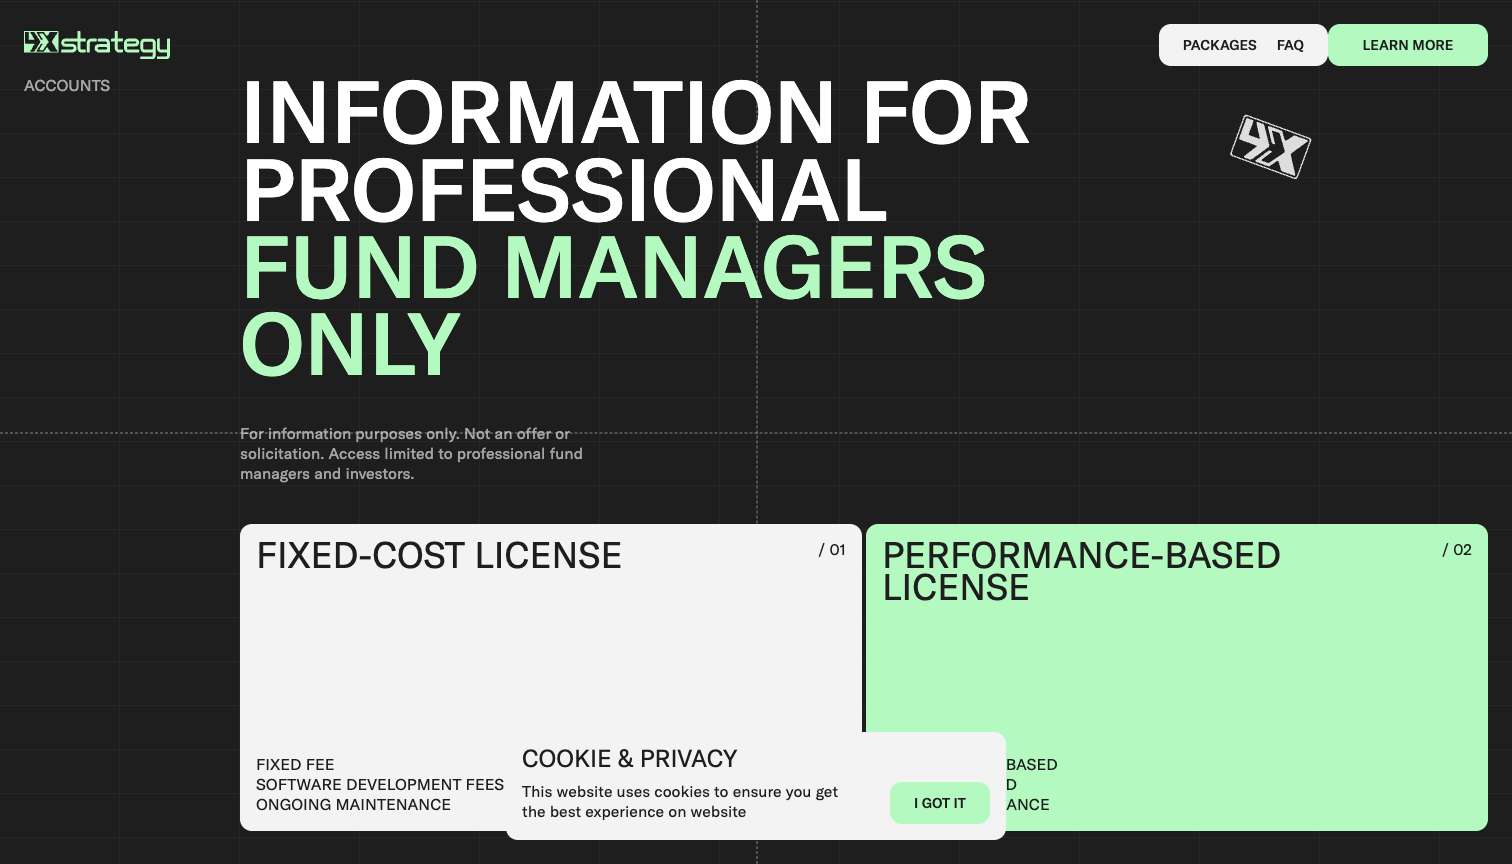 4Xstrategy
PACKAGES FAQ LEARN MORE
ACCOUNTS
INFORMATION FOR
PROFESSIONAL
FUND MANAGERS
ONLY
4X
For information purposes only. Not an offer or
solicitation. Access limited to professional fund
managers and investors.
FIXED-COST LICENSE
/ 01
FIXED FEE
SOFTWARE DEVELOPMENT FEES
ONGOING MAINTENANCE
PERFORMANCE-BASED
LICENSE
/ 02
BASED
D
ANCE
COOKIE & PRIVACY
This website uses cookies to ensure you get
the best experience on website
I GOT IT